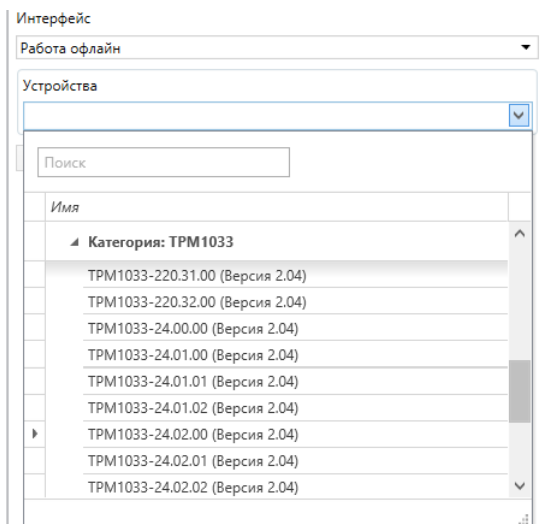 Интерфейс
Работа офлайн
Устройства
Поиск
Имя
Категория: ТРМ1033
ТРМ1033-220.31.00 (Версия 2.04)
ТРМ1033-220.32.00 (Версия 2.04)
ТРМ1033-24.00.00 (Версия 2.04)
ТРМ1033-24.01.00 (Версия 2.04)
ТРМ1033-24.01.01 (Версия 2.04)
ТРМ1033-24.01.02 (Версия 2.04)
ТРМ1033-24.02.00 (Версия 2.04)
ТРМ1033-24.02.01 (Версия 2.04)
ТРМ1033-24.02.02 (Версия 2.04)